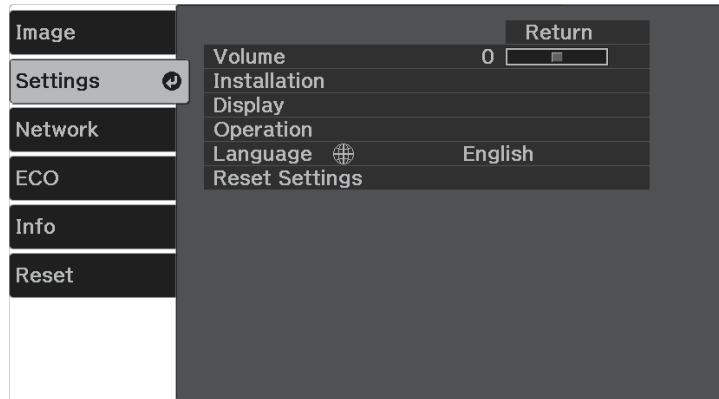 Image
Settings
Network
ECO
Info
Reset
Return
Volume 0
Installation
Display
Operation
Language English
Reset Settings